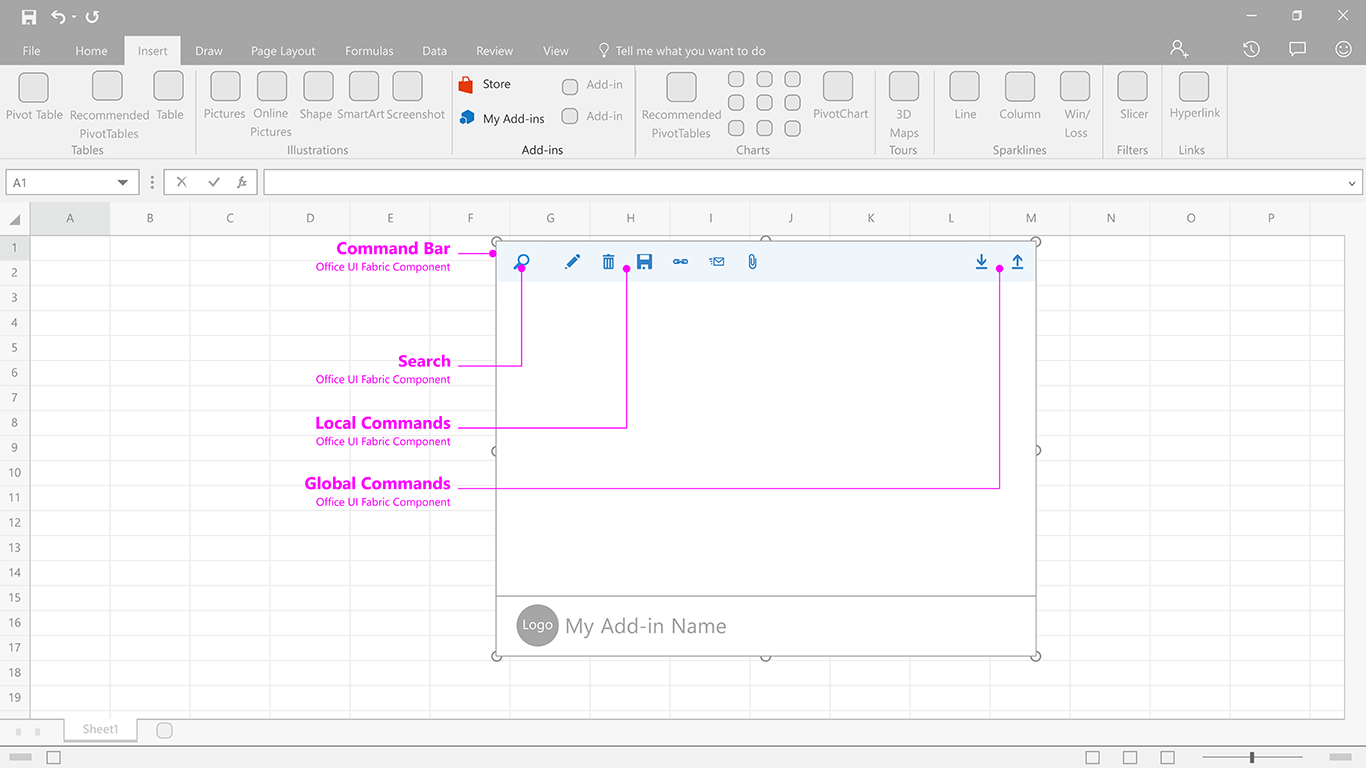 File Home Insert Draw Page Layout Formulas Data Review View Tell me what you want to do
Pivot Table
Recommended
PivotTables
Table
Tables
Pictures
Online
Pictures
Shape
SmartArt
Screenshot
Illustrations
Store
My Add-ins
Add-in
Add-in
Add-ins
Recommended
PivotTables
PivotChart
Charts
3D
Maps
Tours
Line
Column
Win/
Loss
Sparklines
Slicer
Filters
Hyperlink
Links
A1
fx
A B C D E F G H I J K L M N O P
1
2
3
4
5
6
7
8
9
10
11
12
13
14
15
16
17
18
19
Command Bar
Office UI Fabric Component
Search
Office UI Fabric Component
Local Commands
Office UI Fabric Component
Global Commands
Office UI Fabric Component
Logo
My Add-in Name
Sheet1